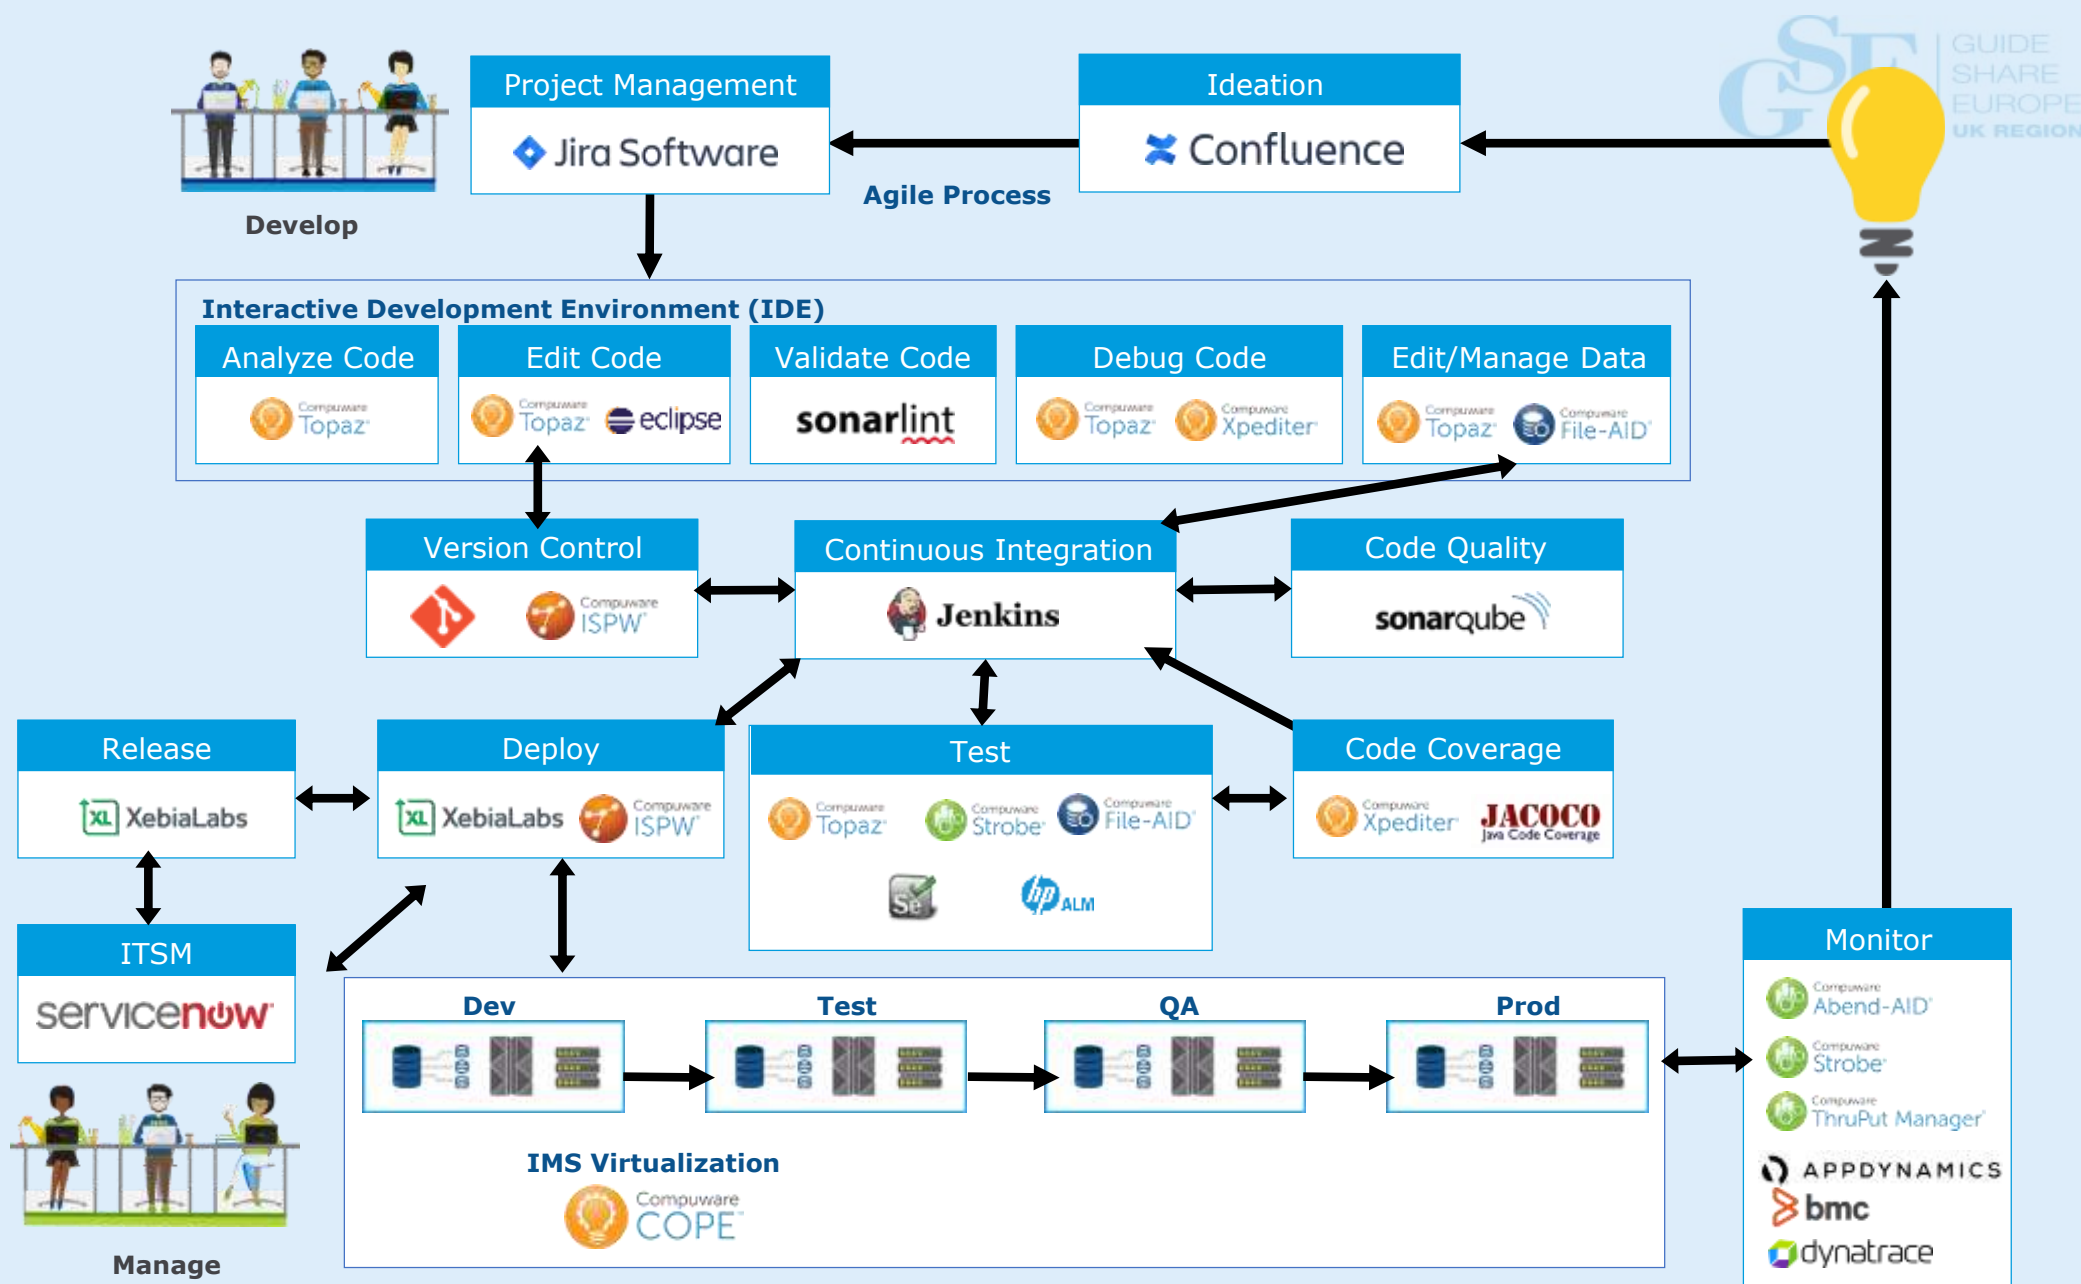 GSE
GUIDE
SHARE
EUROPE
UK REGION
Project Management
Jira Software
Ideation
Confluence
Agile Process
Develop
Interactive Development Environment (IDE)
Analyze Code
Compuware
Topaz
Edit Code
Compuware
Topaz
eclipse
Validate Code
sonarlint
Debug Code
Compuware
Topaz
Compuware
Xpediter
Edit/Manage Data
Compuware
Topaz
Compuware
File-AID
Version Control
Compuware
ISPW
Continuous Integration
Jenkins
Code Quality
sonarqube
Release
XL XebiaLabs
Deploy
XL XebiaLabs
Compuware
ISPW
Test
Compuware
Topaz
Compuware
Strobe
Compuware
File-AID
Se
hp ALM
Code Coverage
Compuware
Xpediter
JACOCO
Java Code Coverage
ITSM
servicenow
Manage
Dev
Test
QA
Prod
IMS Virtualization
Compuware
COPE
Monitor
Compuware
Abend-AID
Compuware
Strobe
Compuware
ThruPut Manager
APPDYNAMICS
bmc
dynatrace